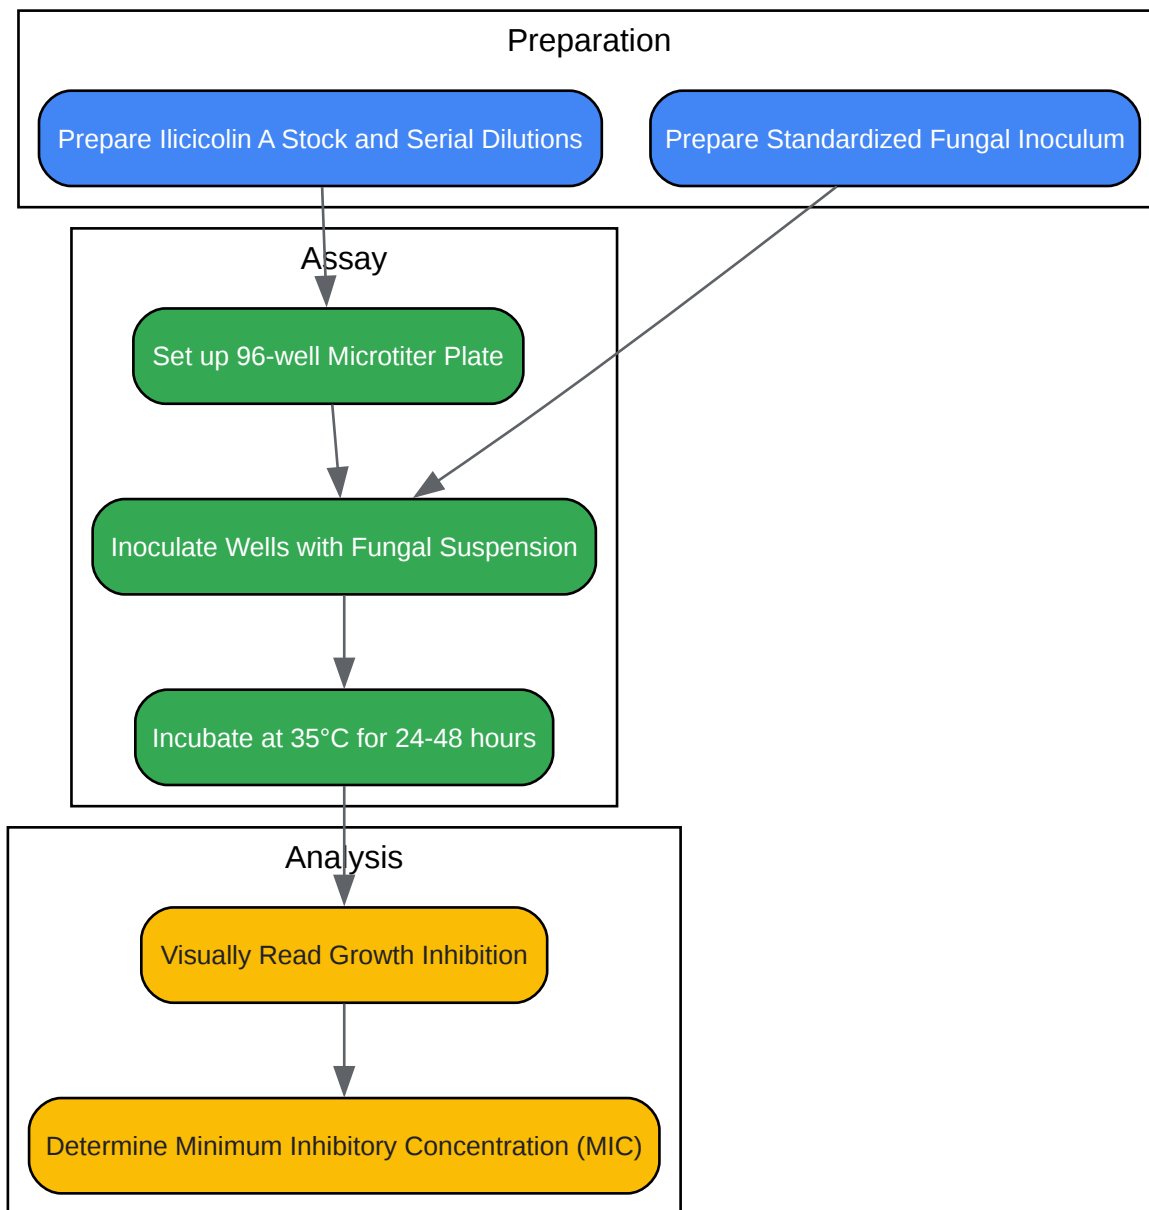 Preparation
Prepare Ilicicolin A Stock and Serial Dilutions
Prepare Standardized Fungal Inoculum
Assay
Set up 96-well Microtiter Plate
Inoculate Wells with Fungal Suspension
Incubate at 35°C for 24-48 hours
Analysis
Visually Read Growth Inhibition
Determine Minimum Inhibitory Concentration (MIC)